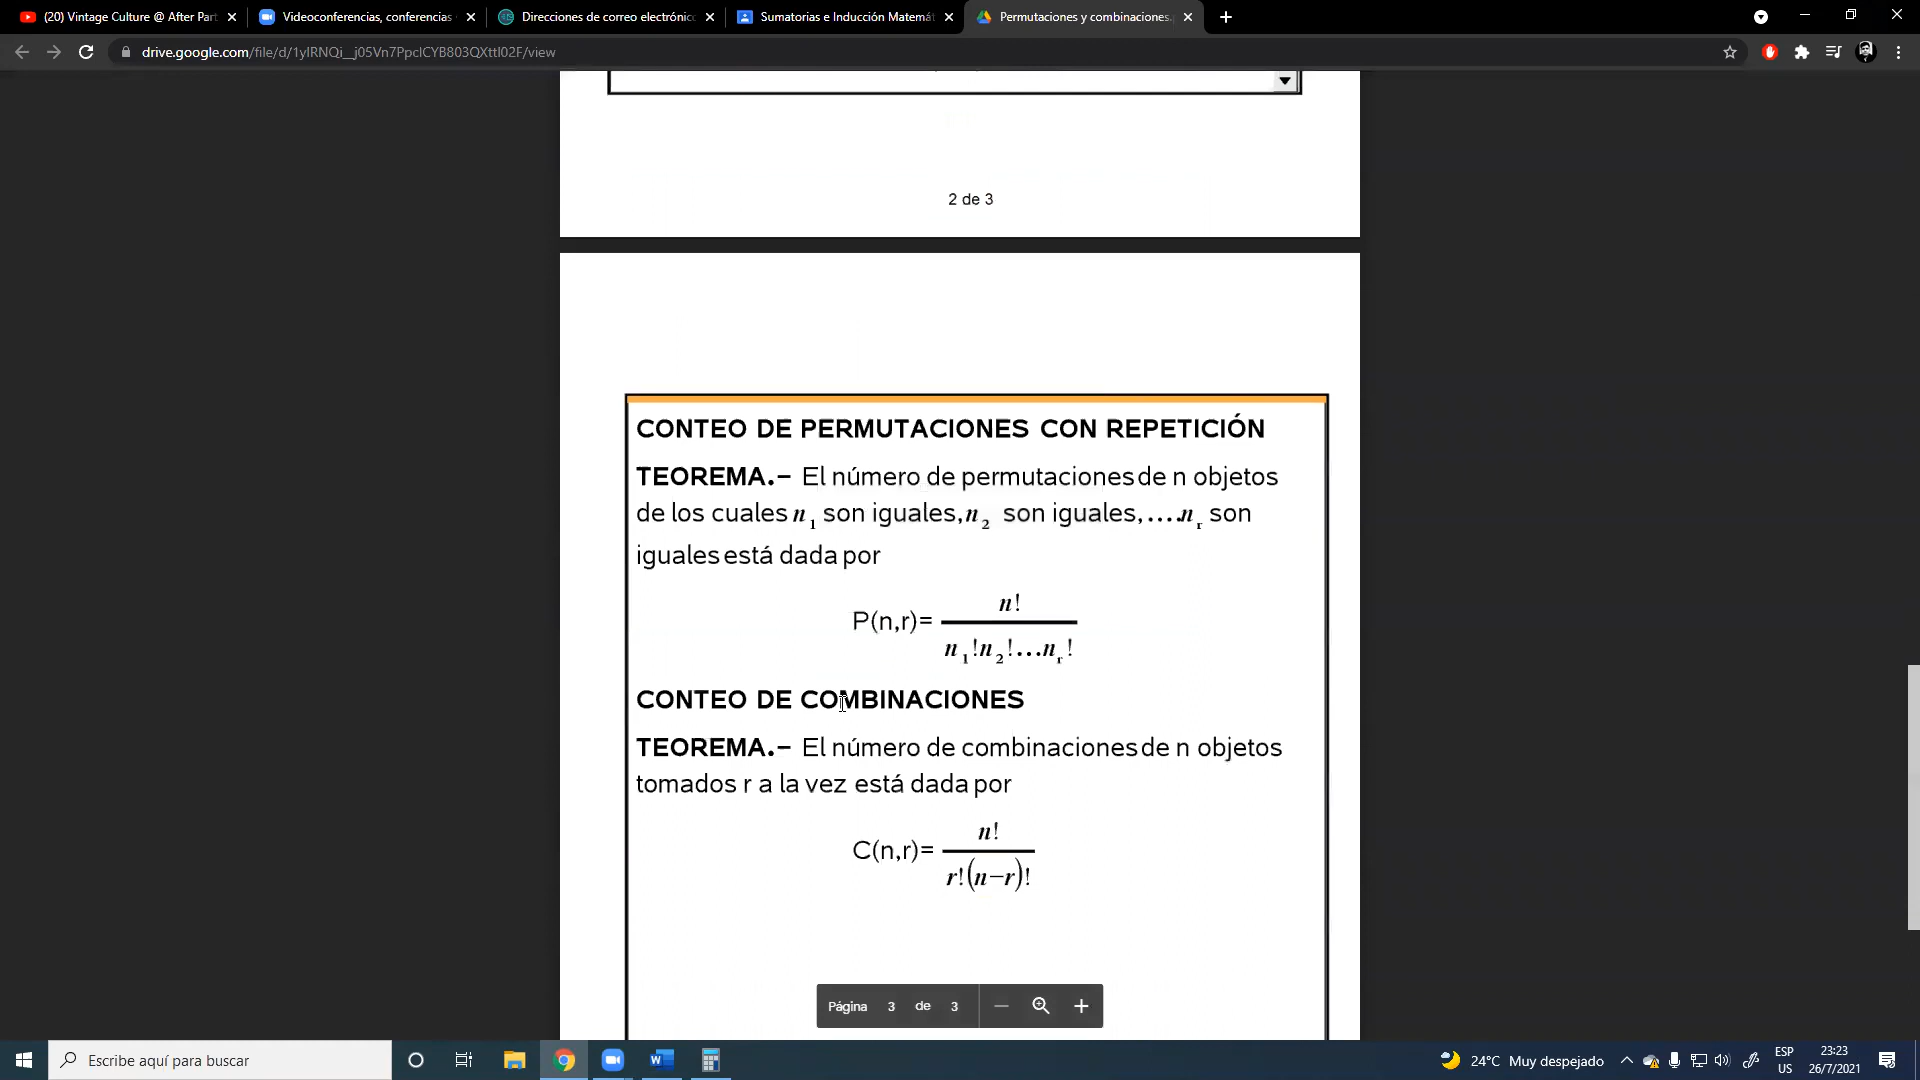 (20) Vintage Culture @ After Part
Videoconferencias, conferencias
Direcciones de correo electrónico
Sumatorias e Inducción Matemát
Permutaciones y combinaciones.
drive.google.com/file/d/1ylRNQi__j05Vn7PpclCYB803QXttl02F/view
2 de 3
CONTEO DE PERMUTACIONES CON REPETICIÓN
TEOREMA.– El número de permutaciones de n objetos
de los cuales n₁ son iguales, n₂ son iguales, ....nᵣ son
iguales está dada por
P(n,r)= n! / n₁!n₂!...nᵣ!
CONTEO DE COMBINACIONES
TEOREMA.– El número de combinaciones de n objetos
tomados r a la vez está dada por
C(n,r)= n! / r!(n−r)!
Página 3 de 3
Escribe aquí para buscar
24°C Muy despejado
ESP
US
23:23
26/7/2021